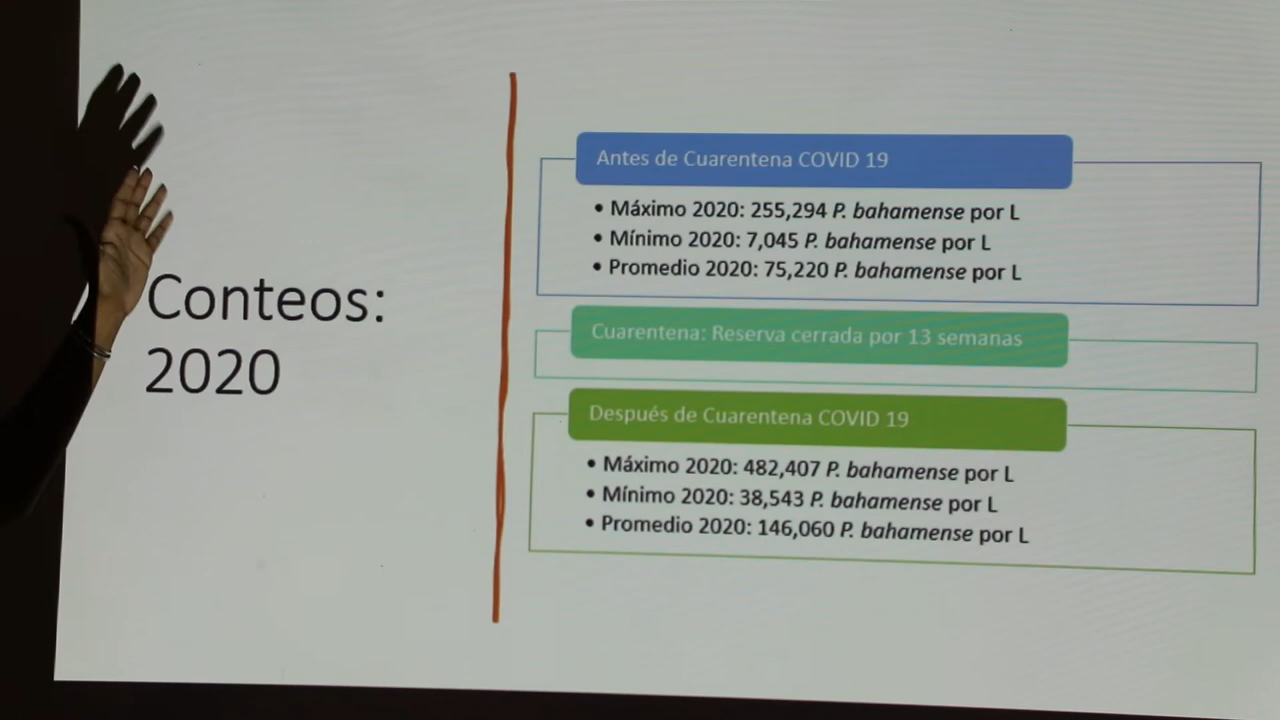 Conteos:
2020
Antes de Cuarentena COVID 19
• Máximo 2020: 255,294 P. bahamense por L
• Mínimo 2020: 7,045 P. bahamense por L
• Promedio 2020: 75,220 P. bahamense por L
Cuarentena: Reserva cerrada por 13 semanas
Después de Cuarentena COVID 19
• Máximo 2020: 482,407 P. bahamense por L
• Mínimo 2020: 38,543 P. bahamense por L
• Promedio 2020: 146,060 P. bahamense por L